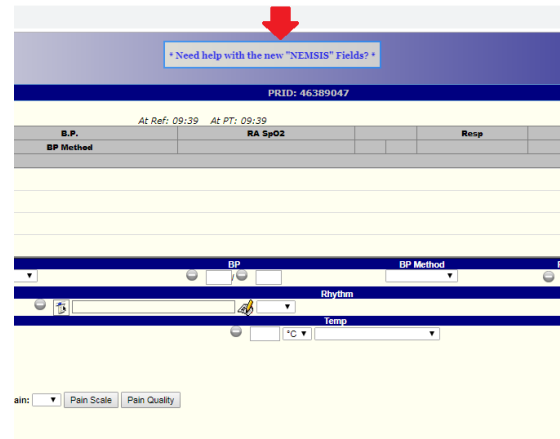 * Need help with the new "NEMSIS" Fields? *
PRID: 46389047
At Ref: 09:39 At PT: 09:39
B.P. RA SpO2 Resp
BP Method
BP BP Method
/
Rhythm
Temp
°C
ain: Pain Scale Pain Quality